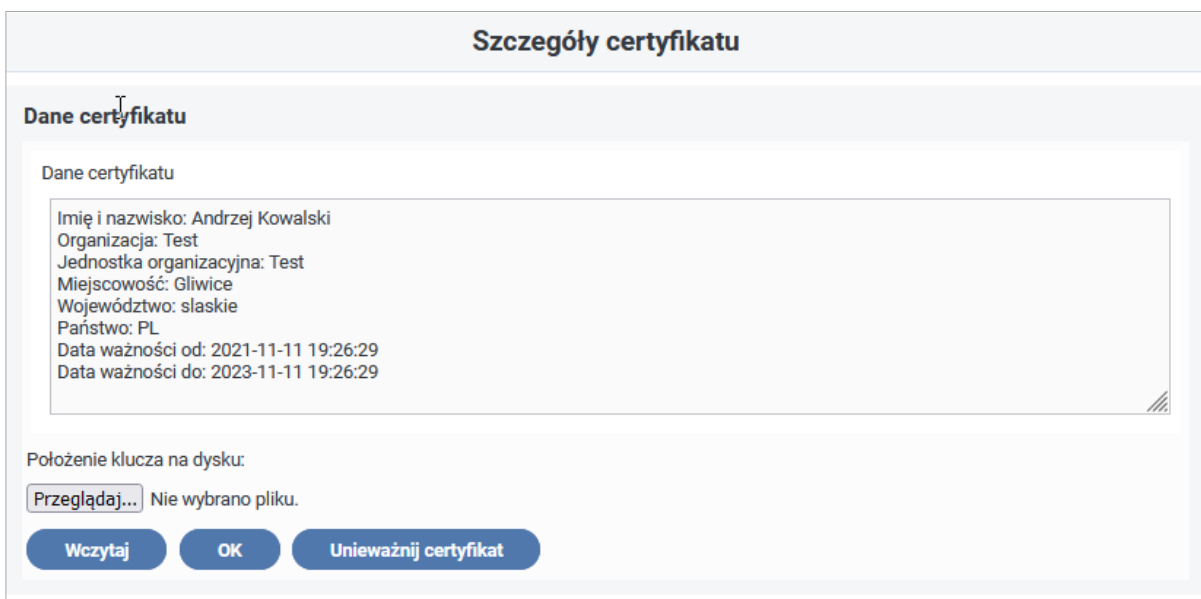 Szczegóły certyfikatu
Dane certyfikatu
Dane certyfikatu
Imię i nazwisko: Andrzej Kowalski
Organizacja: Test
Jednostka organizacyjna: Test
Miejscowość: Gliwice
Województwo: slaskie
Państwo: PL
Data ważności od: 2021-11-11 19:26:29
Data ważności do: 2023-11-11 19:26:29
Położenie klucza na dysku:
Przeglądaj... Nie wybrano pliku.
Wczytaj OK Unieważnij certyfikat